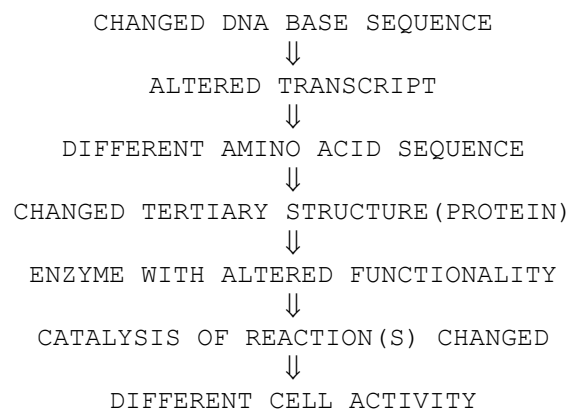 CHANGED DNA BASE SEQUENCE
⇓
ALTERED TRANSCRIPT
⇓
DIFFERENT AMINO ACID SEQUENCE
⇓
CHANGED TERTIARY STRUCTURE(PROTEIN)
⇓
ENZYME WITH ALTERED FUNCTIONALITY
⇓
CATALYSIS OF REACTION(S) CHANGED
⇓
DIFFERENT CELL ACTIVITY